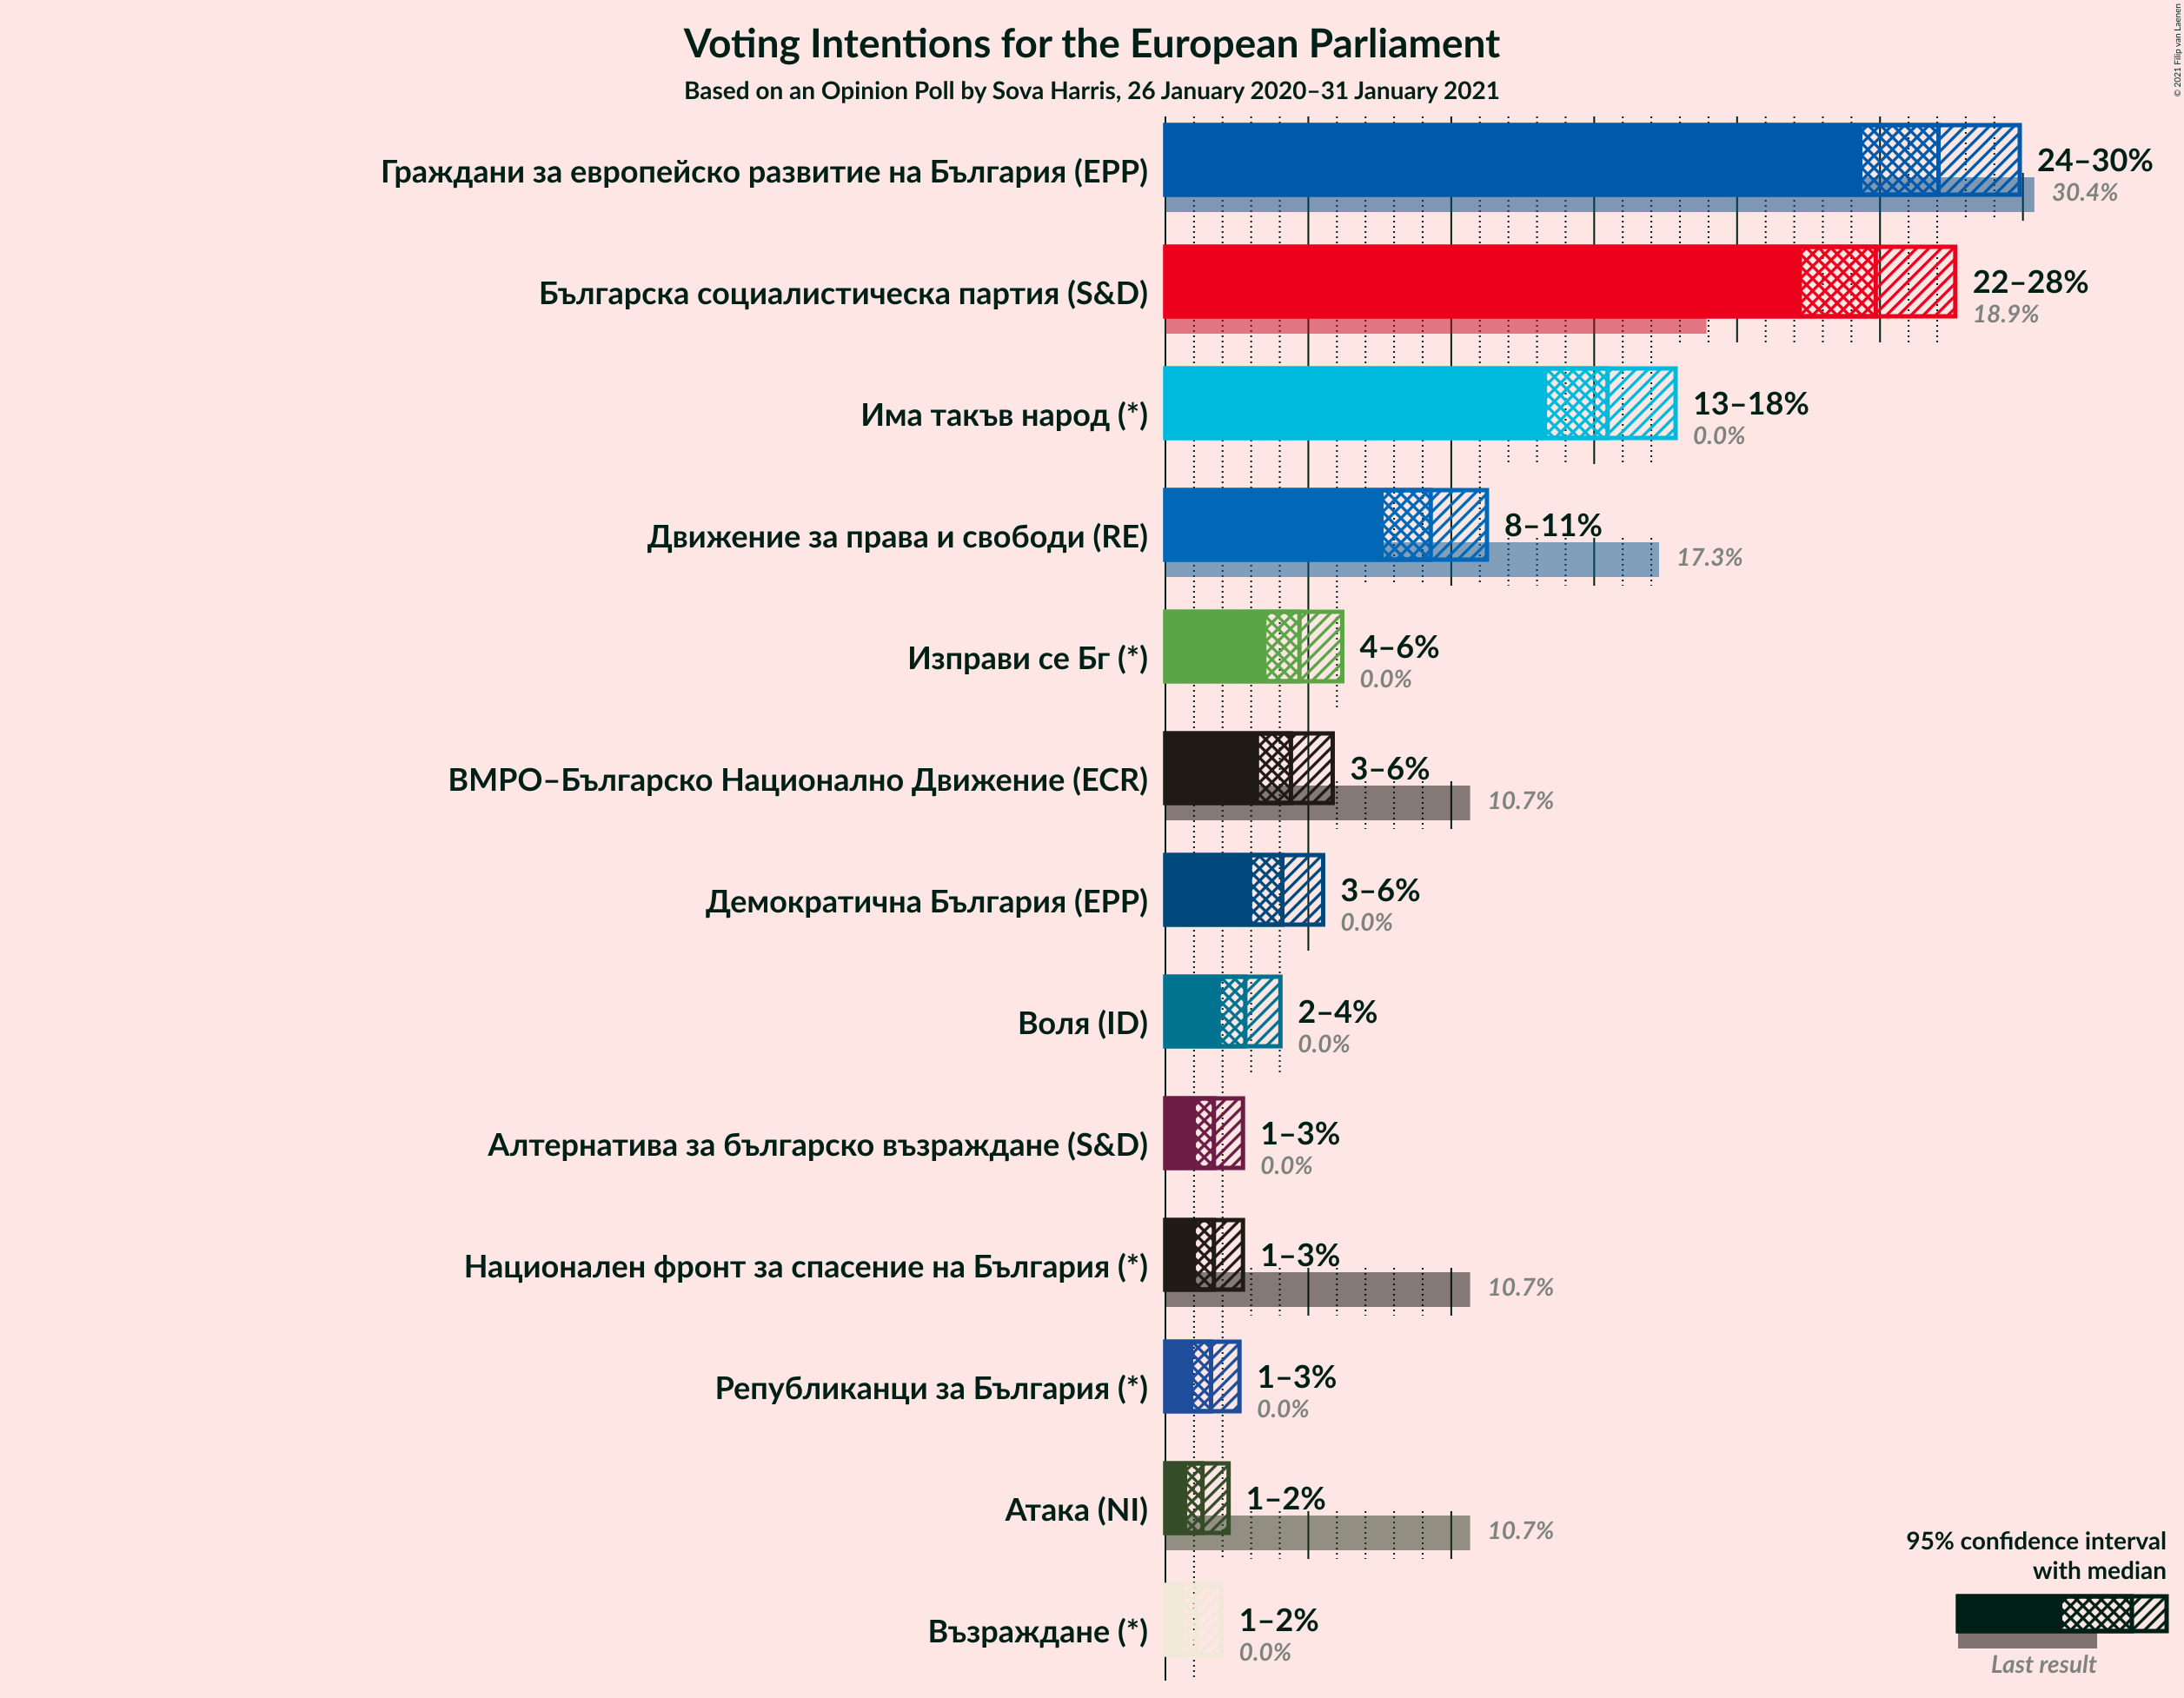 Voting Intentions for the European Parliament
Based on an Opinion Poll by Sova Harris, 26 January 2020–31 January 2021
© 2021 Filip van Laenen
Граждани за европейско развитие на България (EPP)
24–30%
30.4%
Българска социалистическа партия (S&D)
22–28%
18.9%
Има такъв народ (*)
13–18%
0.0%
Движение за права и свободи (RE)
8–11%
17.3%
Изправи се Бг (*)
4–6%
0.0%
ВМРО–Българско Национално Движение (ECR)
3–6%
10.7%
Демократична България (EPP)
3–6%
0.0%
Воля (ID)
2–4%
0.0%
Алтернатива за българско възраждане (S&D)
1–3%
0.0%
Национален фронт за спасение на България (*)
1–3%
10.7%
Републиканци за България (*)
1–3%
0.0%
Атака (NI)
1–2%
10.7%
Възраждане (*)
1–2%
0.0%
95% confidence interval
with median
Last result